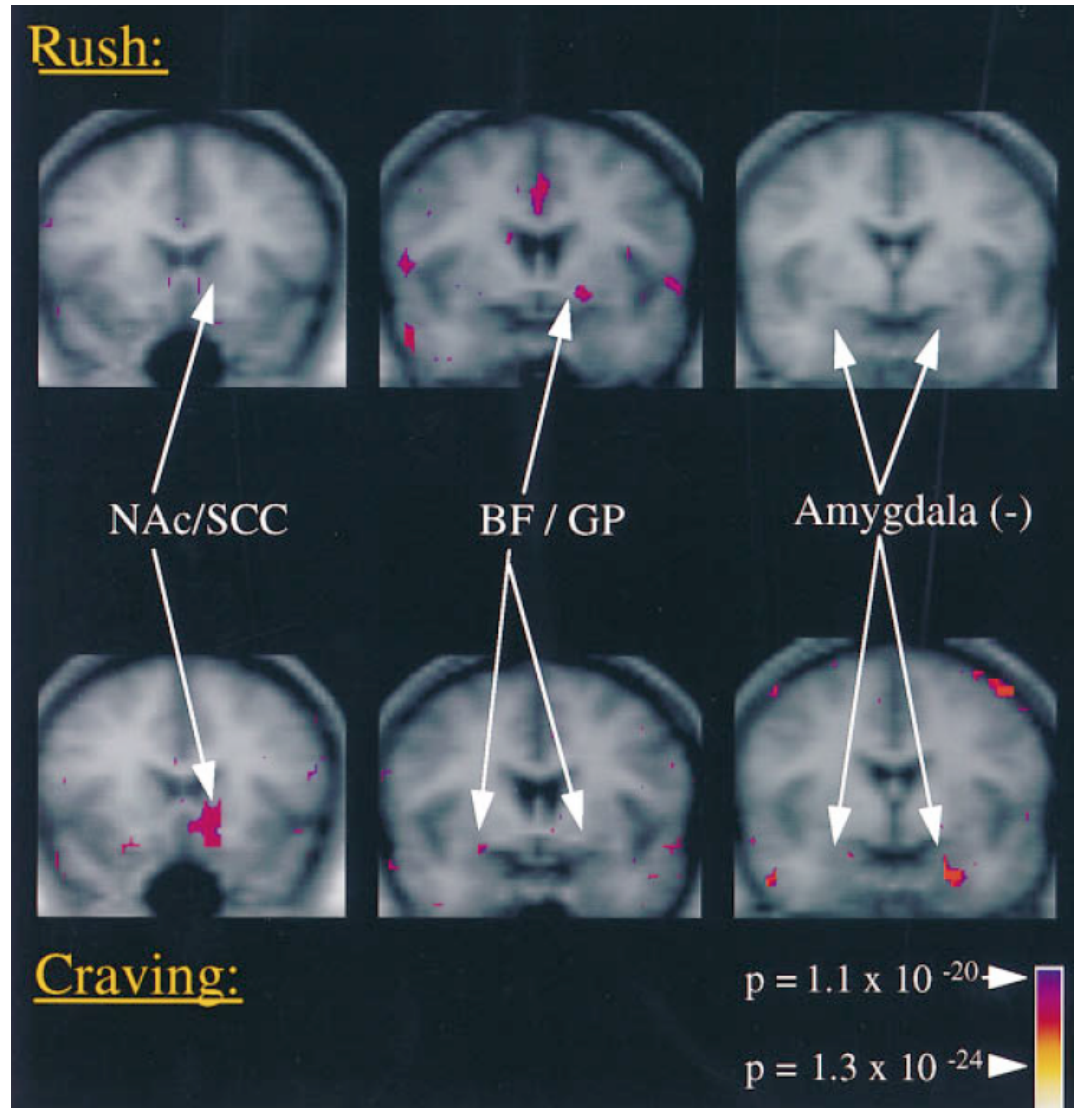 Rush:
NAc/SCC
BF / GP
Amygdala (-)
Craving:
p = 1.1 x 10 -20
p = 1.3 x 10 -24